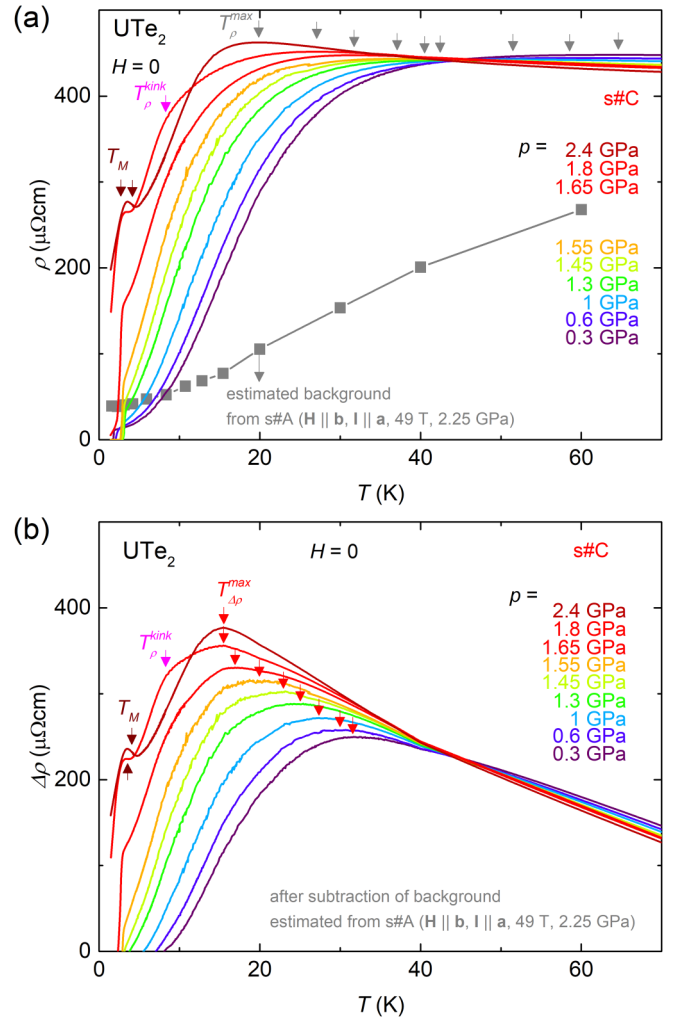 (a)
UTe₂
H = 0
T_ρ^max
T_ρ^kink
T_M
s#C
p =
2.4 GPa
1.8 GPa
1.65 GPa
1.55 GPa
1.45 GPa
1.3 GPa
1 GPa
0.6 GPa
0.3 GPa
estimated background
from s#A (H || b, I || a, 49 T, 2.25 GPa)
400
200
0
ρ (μΩcm)
0 20 40 60
T (K)
(b)
UTe₂
H = 0
s#C
T_Δρ^max
T_ρ^kink
T_M
p =
2.4 GPa
1.8 GPa
1.65 GPa
1.55 GPa
1.45 GPa
1.3 GPa
1 GPa
0.6 GPa
0.3 GPa
after subtraction of background
estimated from s#A (H || b, I || a, 49 T, 2.25 GPa)
400
200
0
Δρ (μΩcm)
0 20 40 60
T (K)